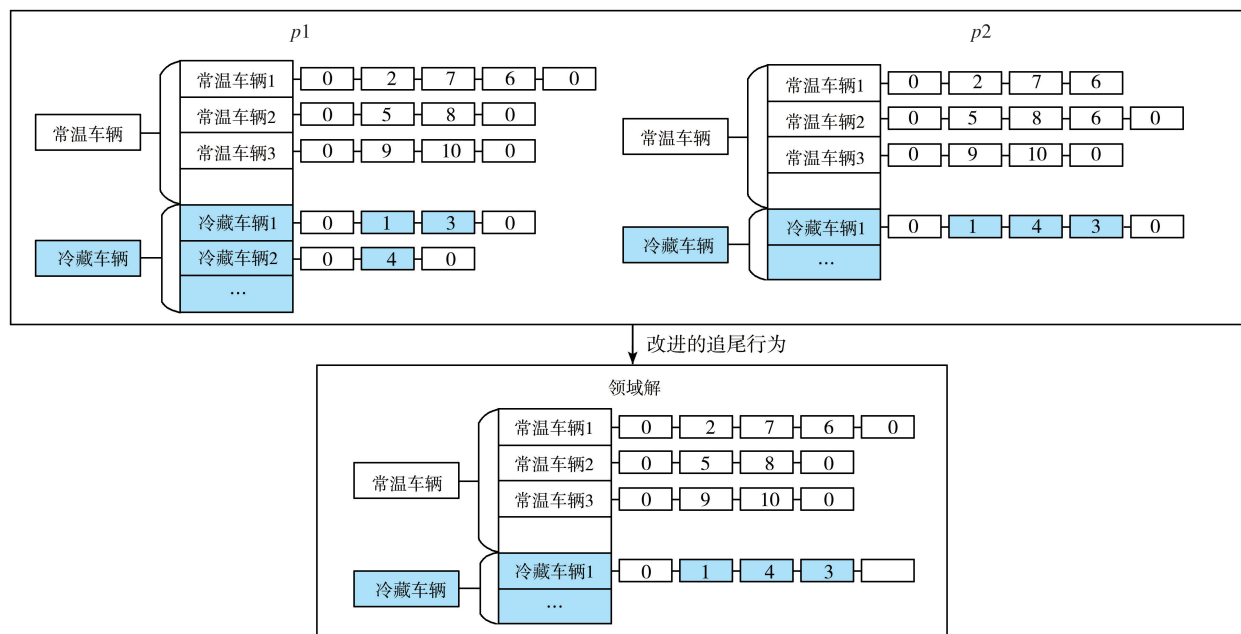 p1
常温车辆
常温车辆1 0 2 7 6 0
常温车辆2 0 5 8 0
常温车辆3 0 9 10 0
冷藏车辆
冷藏车辆1 0 1 3 0
冷藏车辆2 0 4 0
…
p2
常温车辆
常温车辆1 0 2 7 6
常温车辆2 0 5 8 6 0
常温车辆3 0 9 10 0
冷藏车辆
冷藏车辆1 0 1 4 3 0
…
改进的追尾行为
领域解
常温车辆
常温车辆1 0 2 7 6 0
常温车辆2 0 5 8 0
常温车辆3 0 9 10 0
冷藏车辆
冷藏车辆1 0 1 4 3
…